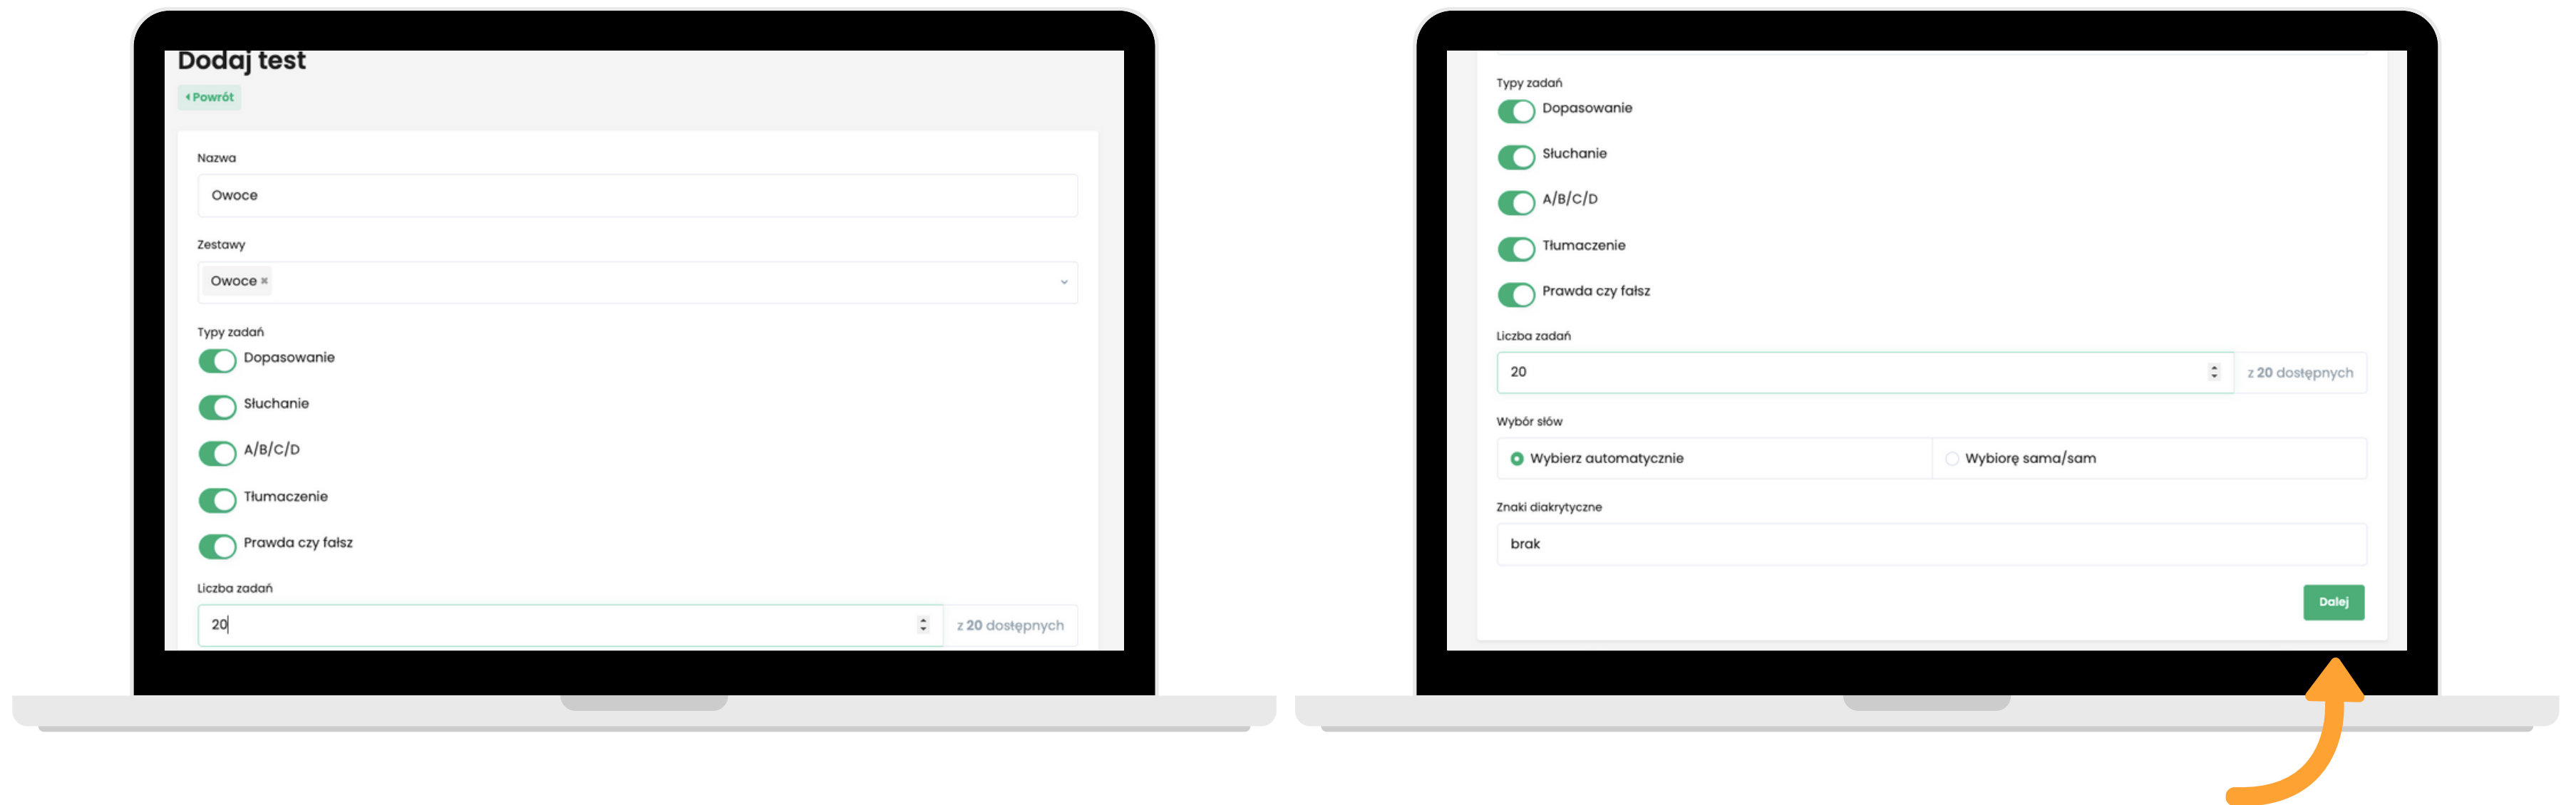 Dodaj test
Powrót
Nazwa
Owoce
Zestawy
Owoce ×
Typy zadań
Dopasowanie
Słuchanie
A/B/C/D
Tłumaczenie
Prawda czy fałsz
Liczba zadań
20
z 20 dostępnych
Typy zadań
Dopasowanie
Słuchanie
A/B/C/D
Tłumaczenie
Prawda czy fałsz
Liczba zadań
20
z 20 dostępnych
Wybór słów
Wybierz automatycznie
Wybiorę sama/sam
Znaki diakrytyczne
brak
Dalej